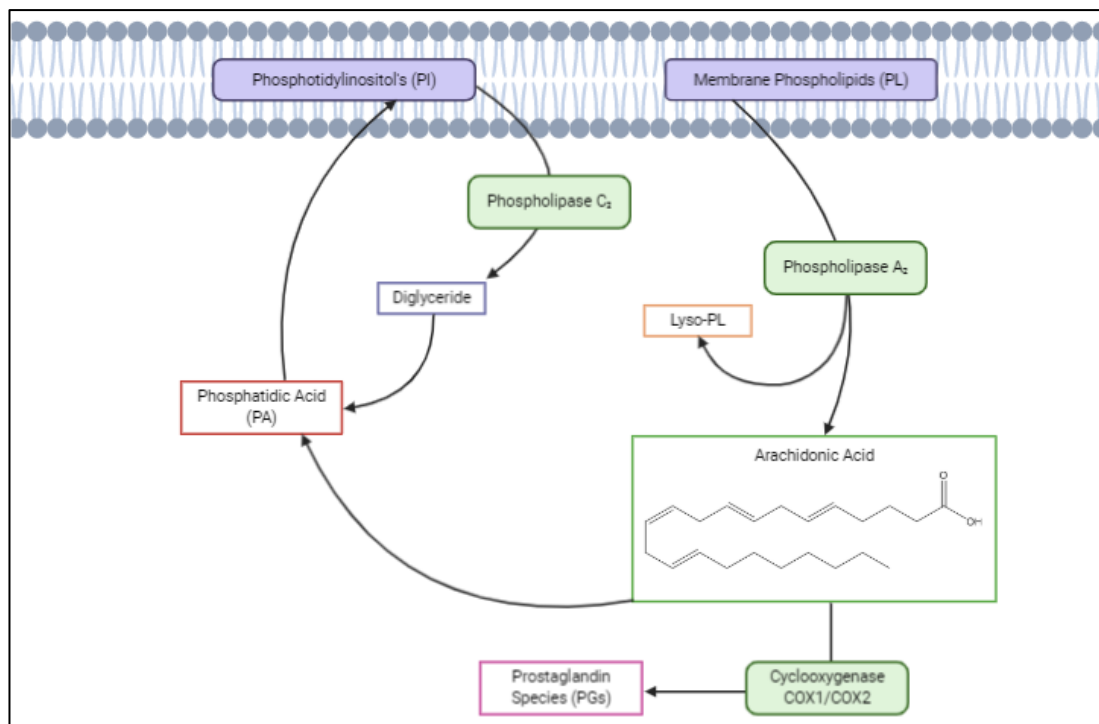 Phosphotidylinositol's (PI)
Membrane Phospholipids (PL)
Phospholipase C₂
Phospholipase A₂
Diglyceride
Lyso-PL
Phosphatidic Acid
(PA)
Arachidonic Acid
O
OH
Prostaglandin
Species (PGs)
Cyclooxygenase
COX1/COX2